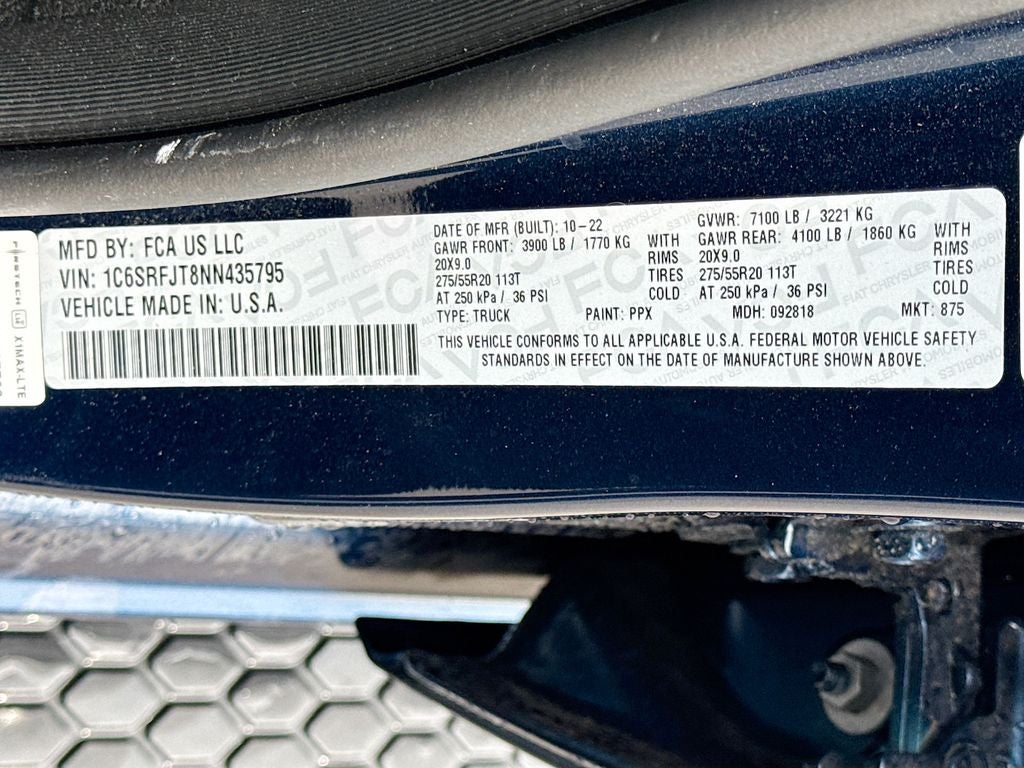 MFD BY: FCA US LLC
VIN: 1C6SRFJT8NN435795
VEHICLE MADE IN: U.S.A.
DATE OF MFR (BUILT): 10-22
GAWR FRONT: 3900 LB / 1770 KG WITH
20X9.0 RIMS
275/55R20 113T TIRES
AT 250 kPa / 36 PSI COLD
TYPE: TRUCK PAINT: PPX
GVWR: 7100 LB / 3221 KG
GAWR REAR: 4100 LB / 1860 KG WITH
20X9.0 RIMS
275/55R20 113T TIRES
AT 250 kPa / 36 PSI COLD
MDH: 092818 MKT: 875
THIS VEHICLE CONFORMS TO ALL APPLICABLE U.S.A. FEDERAL MOTOR VEHICLE SAFETY
STANDARDS IN EFFECT ON THE DATE OF MANUFACTURE SHOWN ABOVE.
X1MAX-LTE